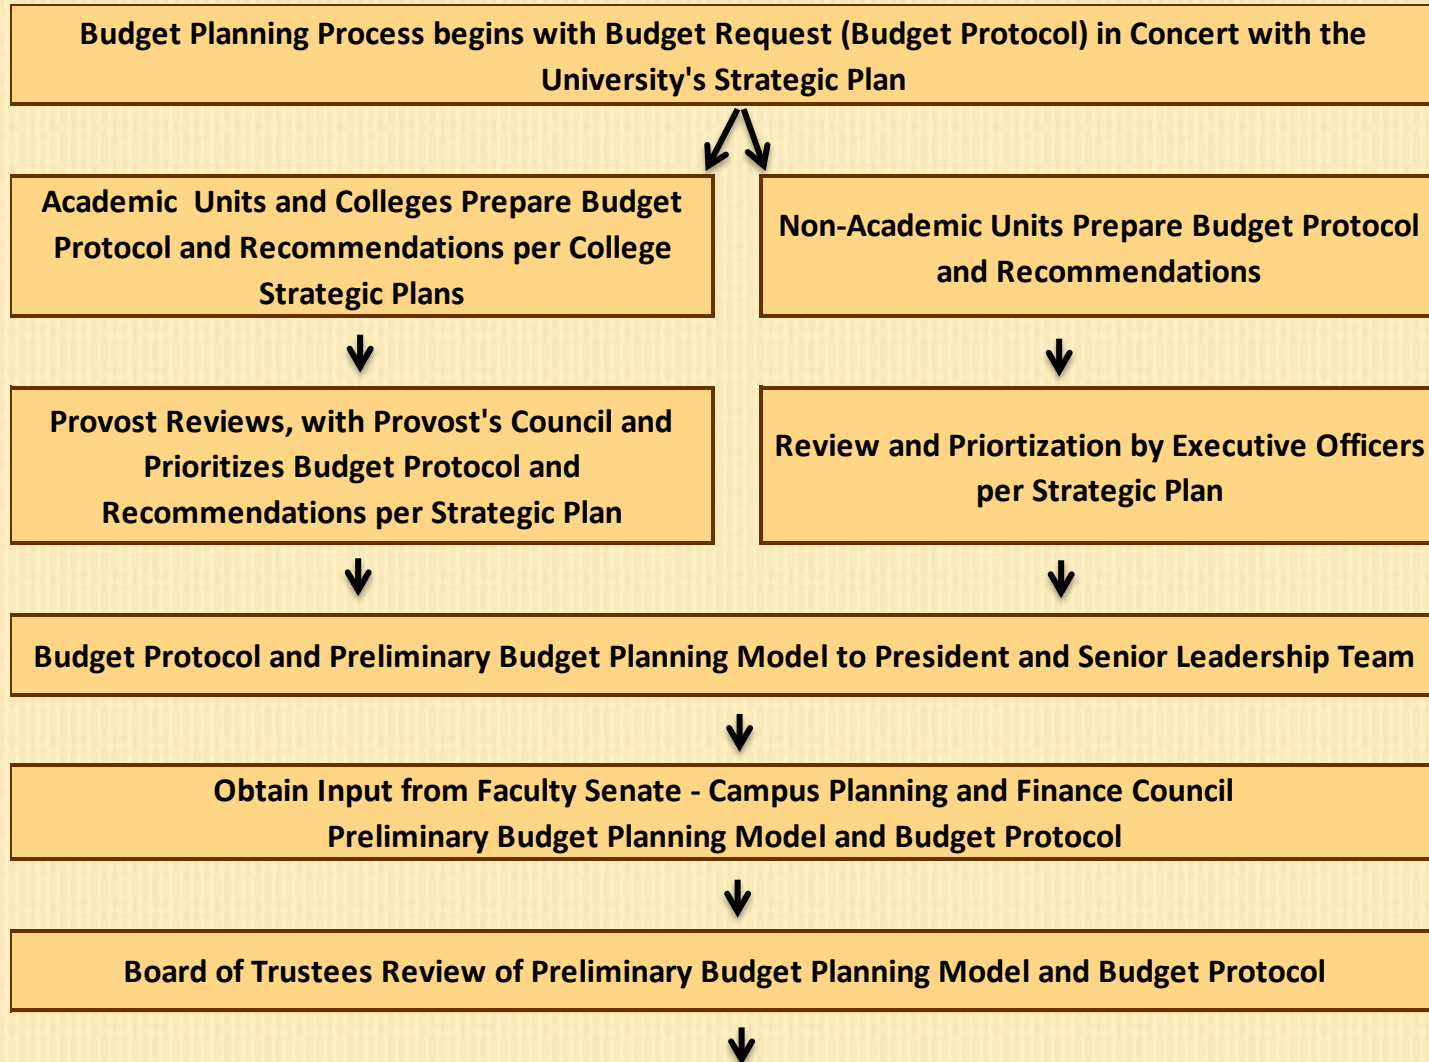 Budget Planning Process begins with Budget Request (Budget Protocol) in Concert with the
University's Strategic Plan
Academic Units and Colleges Prepare Budget
Protocol and Recommendations per College
Strategic Plans
Non-Academic Units Prepare Budget Protocol
and Recommendations
Provost Reviews, with Provost's Council and
Prioritizes Budget Protocol and
Recommendations per Strategic Plan
Review and Priortization by Executive Officers
per Strategic Plan
Budget Protocol and Preliminary Budget Planning Model to President and Senior Leadership Team
Obtain Input from Faculty Senate - Campus Planning and Finance Council
Preliminary Budget Planning Model and Budget Protocol
Board of Trustees Review of Preliminary Budget Planning Model and Budget Protocol